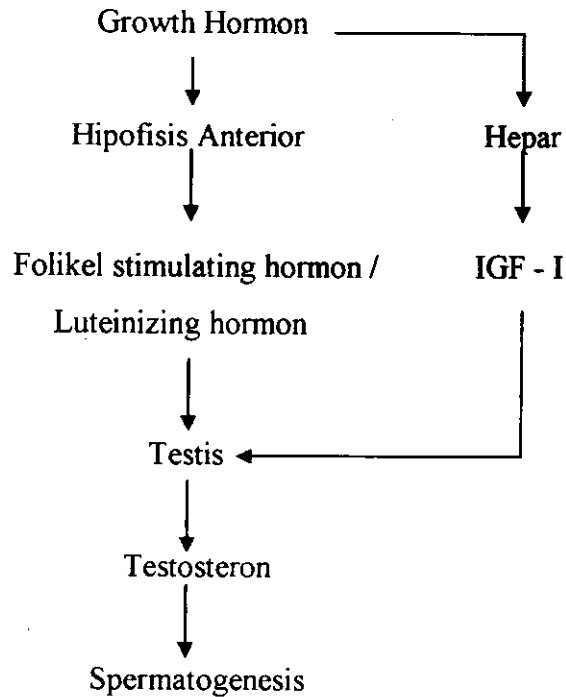 Growth Hormon
Hipofisis Anterior
Hepar
Folikel stimulating hormon /
Luteinizing hormon
IGF - I
Testis
Testosteron
Spermatogenesis